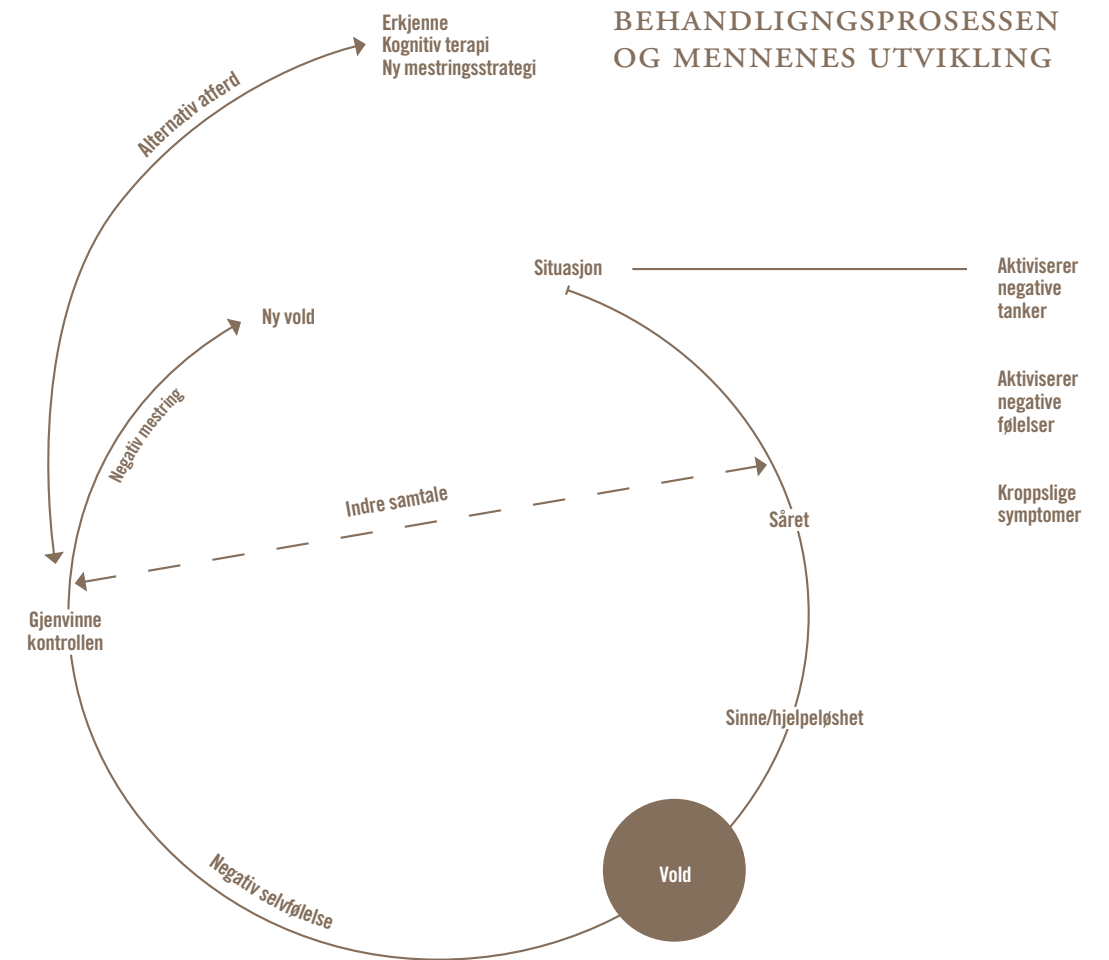 BEHANDLIGNGSPROSESSEN
OG MENNENES UTVIKLING
Erkjenne
Kognitiv terapi
Ny mestringsstrategi
Alternativ atferd
Situasjon
Aktiviserer
negative
tanker
Ny vold
Aktiviserer
negative
følelser
Negativ mestring
Indre samtale
Såret
Kroppslige
symptomer
Gjenvinne
kontrollen
Sinne/hjelpeløshet
Vold
Negativ selvfølelse